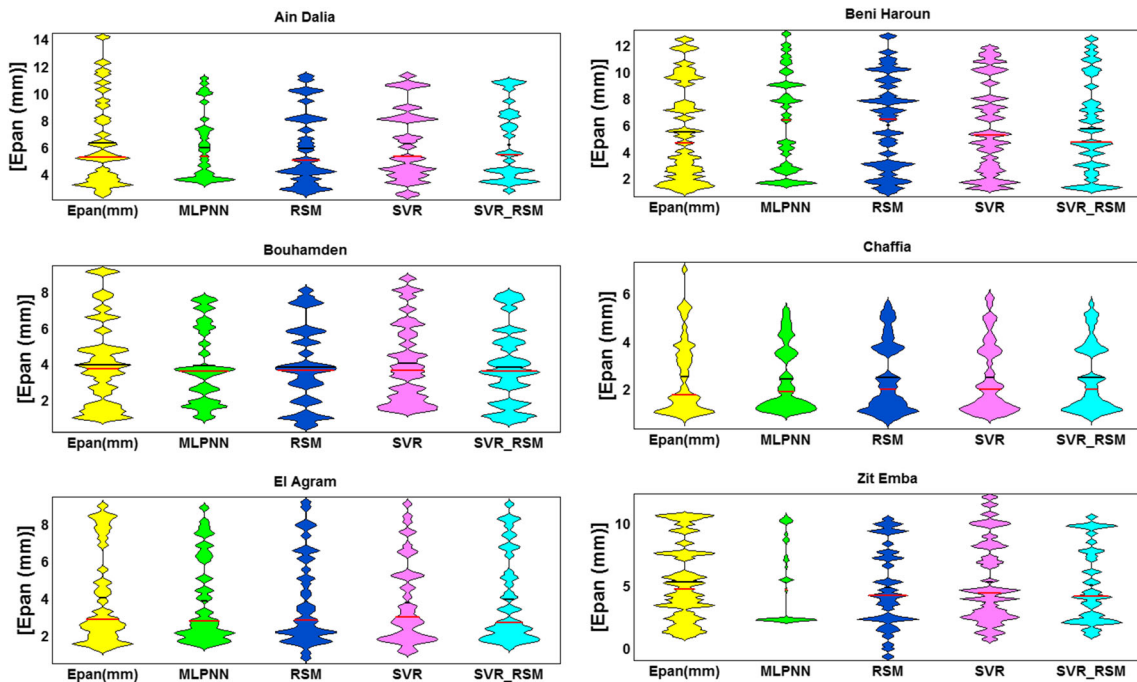 Ain Dalia
[Epan (mm)]
14
12
10
8
6
4
Epan(mm) MLPNN RSM SVR SVR_RSM
Beni Haroun
[Epan (mm)]
12
10
8
6
4
2
Epan(mm) MLPNN RSM SVR SVR_RSM
Bouhamden
[Epan (mm)]
8
6
4
2
Epan(mm) MLPNN RSM SVR SVR_RSM
Chaffia
[Epan (mm)]
6
4
2
Epan(mm) MLPNN RSM SVR SVR_RSM
El Agram
[Epan (mm)]
8
6
4
2
Epan(mm) MLPNN RSM SVR SVR_RSM
Zit Emba
[Epan (mm)]
10
5
0
Epan(mm) MLPNN RSM SVR SVR_RSM